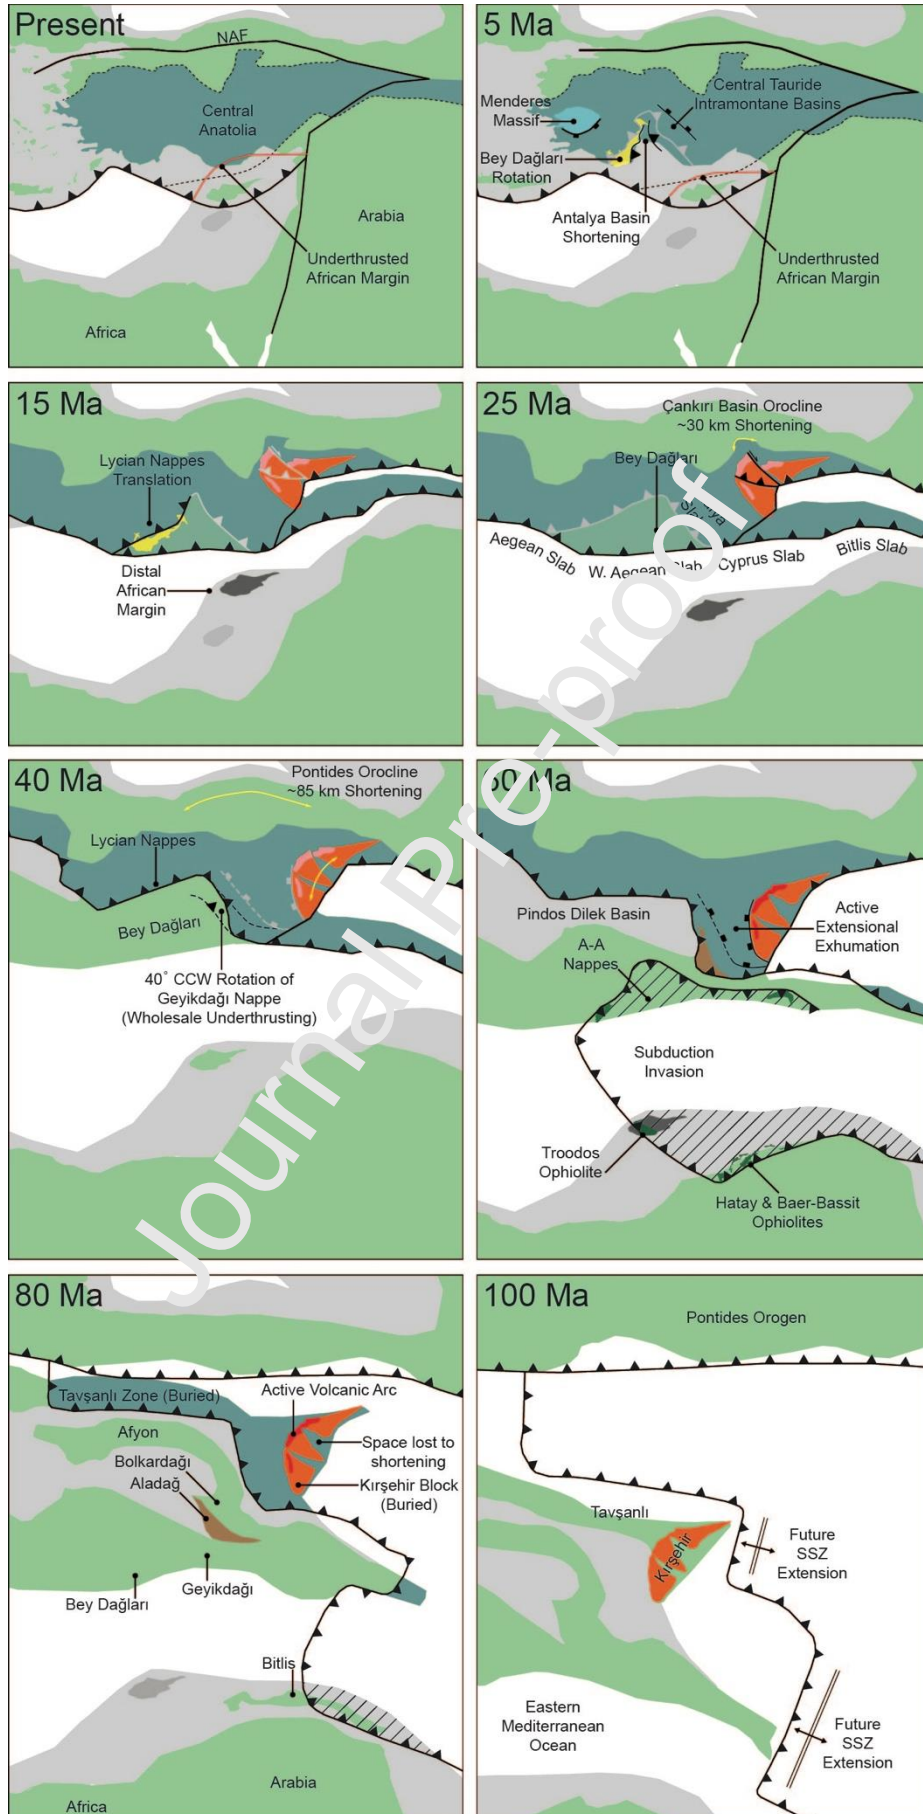 Present
NAF
Central
Anatolia
Arabia
Underthrusted
African Margin
Africa
5 Ma
Central Tauride
Intramontane Basins
Menderes
Massif
Bey Dağları
Rotation
Antalya Basin
Shortening
Underthrusted
African Margin
15 Ma
Lycian Nappes
Translation
Distal
African
Margin
25 Ma
Çankırı Basin Orocline
~30 km Shortening
Bey Dağları
Aegean Slab
W. Aegean Slab
Cyprus Slab
Bitlis Slab
40 Ma
Pontides Orocline
~85 km Shortening
Lycian Nappes
Bey Dağları
40° CCW Rotation of
Geyikdağı Nappe
(Wholesale Underthrusting)
Ma
Pindos Dilek Basin
Active
Extensional
Exhumation
A-A
Nappes
Subduction
Invasion
Troodos
Ophiolite
Hatay & Baer-Bassit
Ophiolites
80 Ma
Tavşanlı Zone (Buried)
Active Volcanic Arc
Afyon
Space lost to
shortening
Bolkardağı
Aladağ
Kırşehir Block
(Buried)
Geyikdağı
Bey Dağları
Bitlis
Arabia
Africa
100 Ma
Pontides Orogen
Tavşanlı
Kırşehir
Future
SSZ
Extension
Eastern
Mediterranean
Ocean
Future
SSZ
Extension
Journal Pre-proof